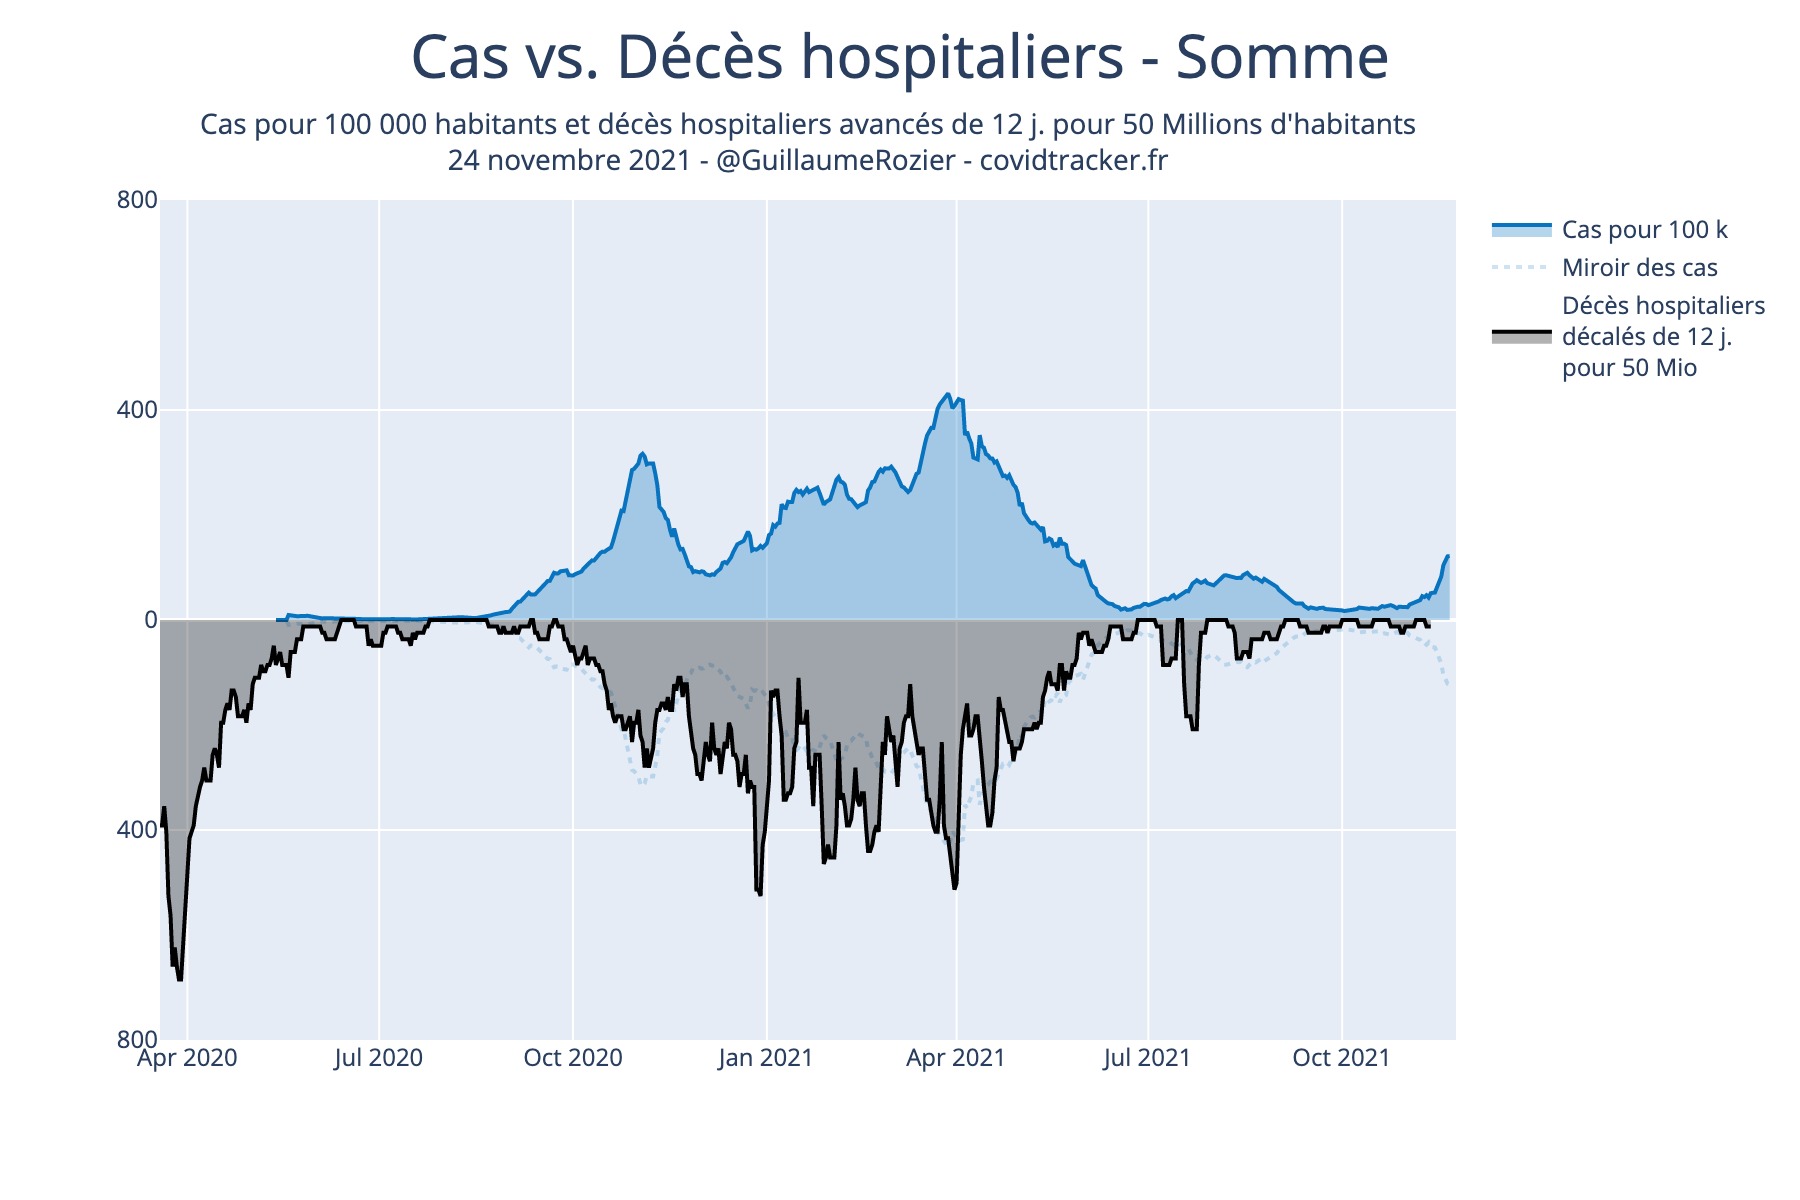 Cas vs. Décès hospitaliers - Somme
Cas pour 100 000 habitants et décès hospitaliers avancés de 12 j. pour 50 Millions d'habitants
24 novembre 2021 - @GuillaumeRozier - covidtracker.fr
800
400
0
400
800
Apr 2020
Jul 2020
Oct 2020
Jan 2021
Apr 2021
Jul 2021
Oct 2021
Cas pour 100 k
Miroir des cas
Décès hospitaliers
décalés de 12 j.
pour 50 Mio